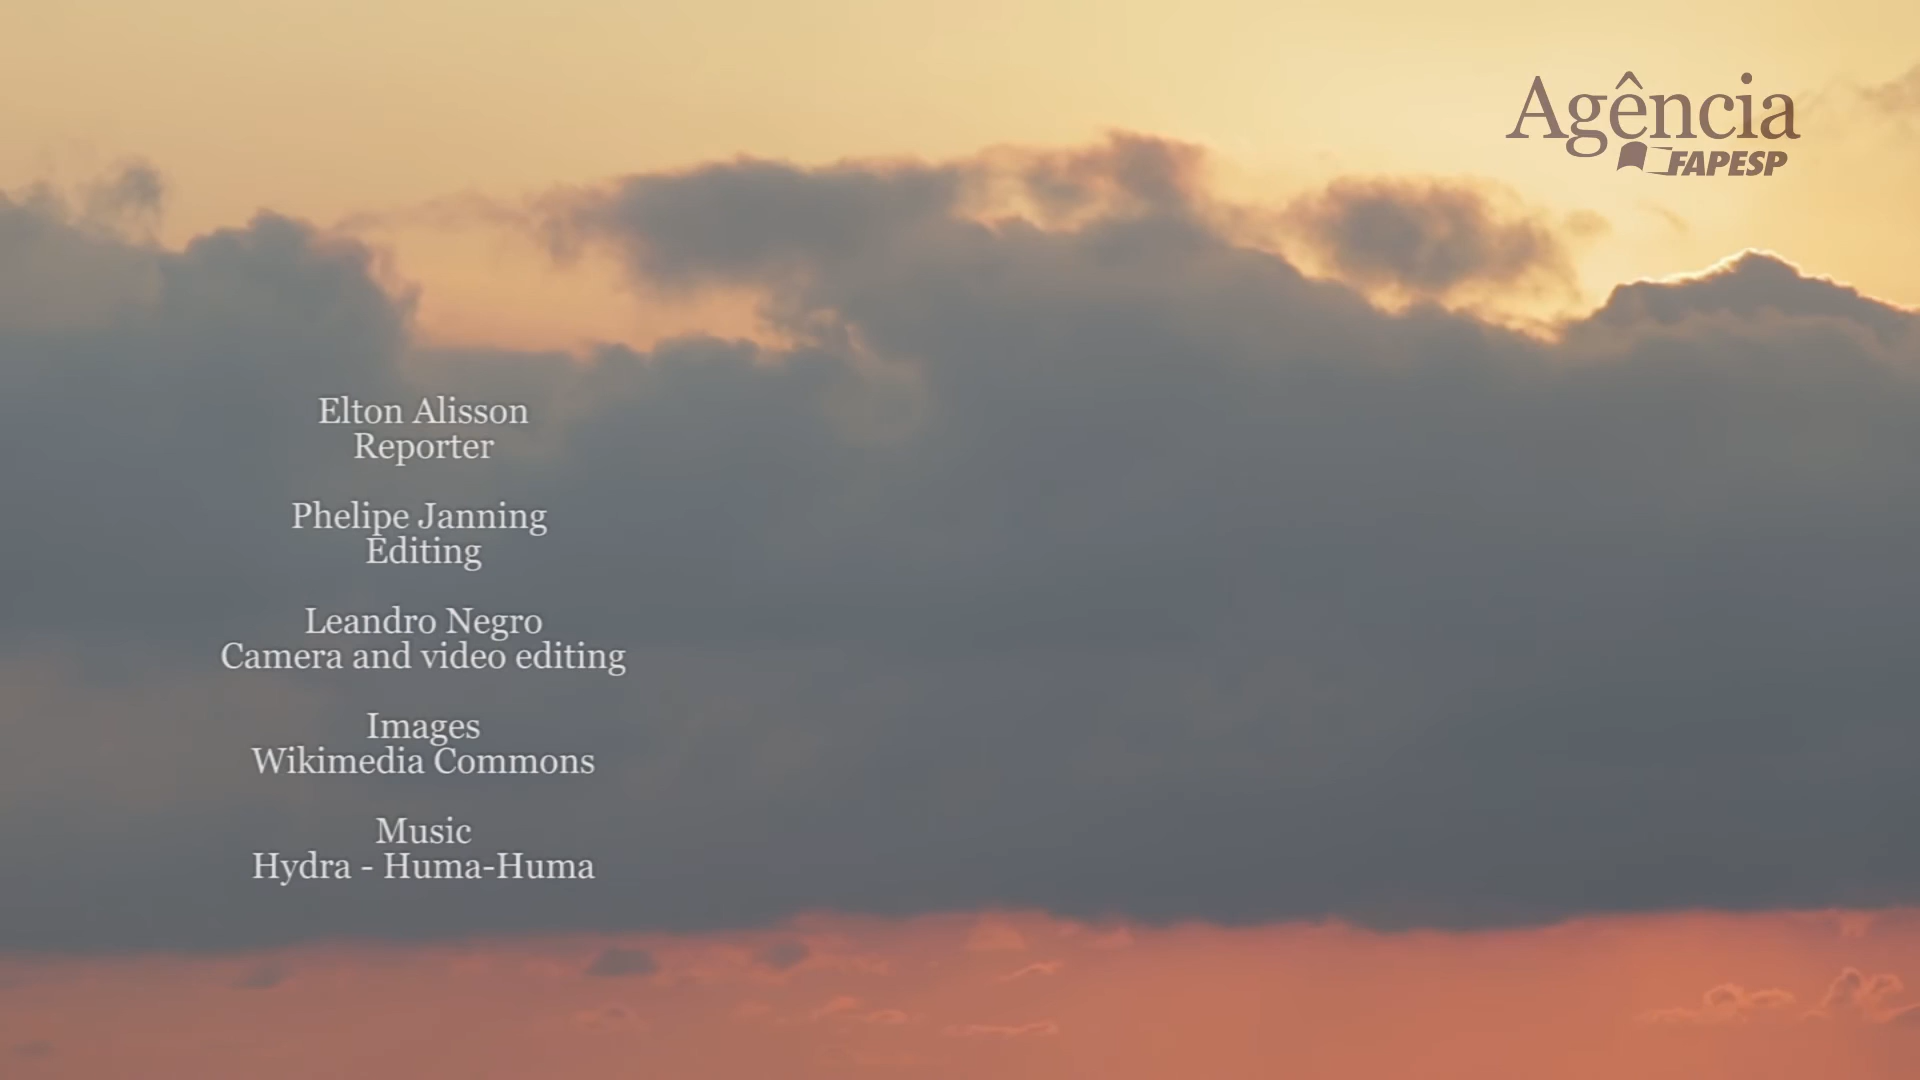 Agência
FAPESP
Elton Alisson
Reporter
Phelipe Janning
Editing
Leandro Negro
Camera and video editing
Images
Wikimedia Commons
Music
Hydra - Huma-Huma